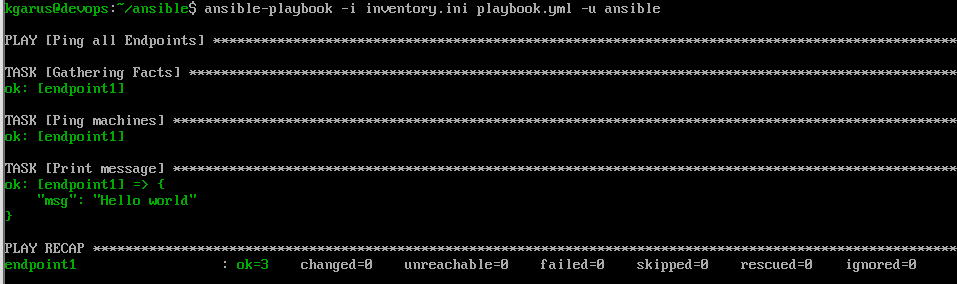 kgarus@devops:~/ansible$ ansible-playbook -i inventory.ini playbook.yml -u ansible
PLAY [Ping all Endpoints] ************************************************************************************************
TASK [Gathering Facts] ***************************************************************************************************
ok: [endpoint1]
TASK [Ping machines] *****************************************************************************************************
ok: [endpoint1]
TASK [Print message] *****************************************************************************************************
ok: [endpoint1] => {
    "msg": "Hello world"
}
PLAY RECAP ***************************************************************************************************************
endpoint1                  : ok=3    changed=0    unreachable=0    failed=0    skipped=0    rescued=0    ignored=0